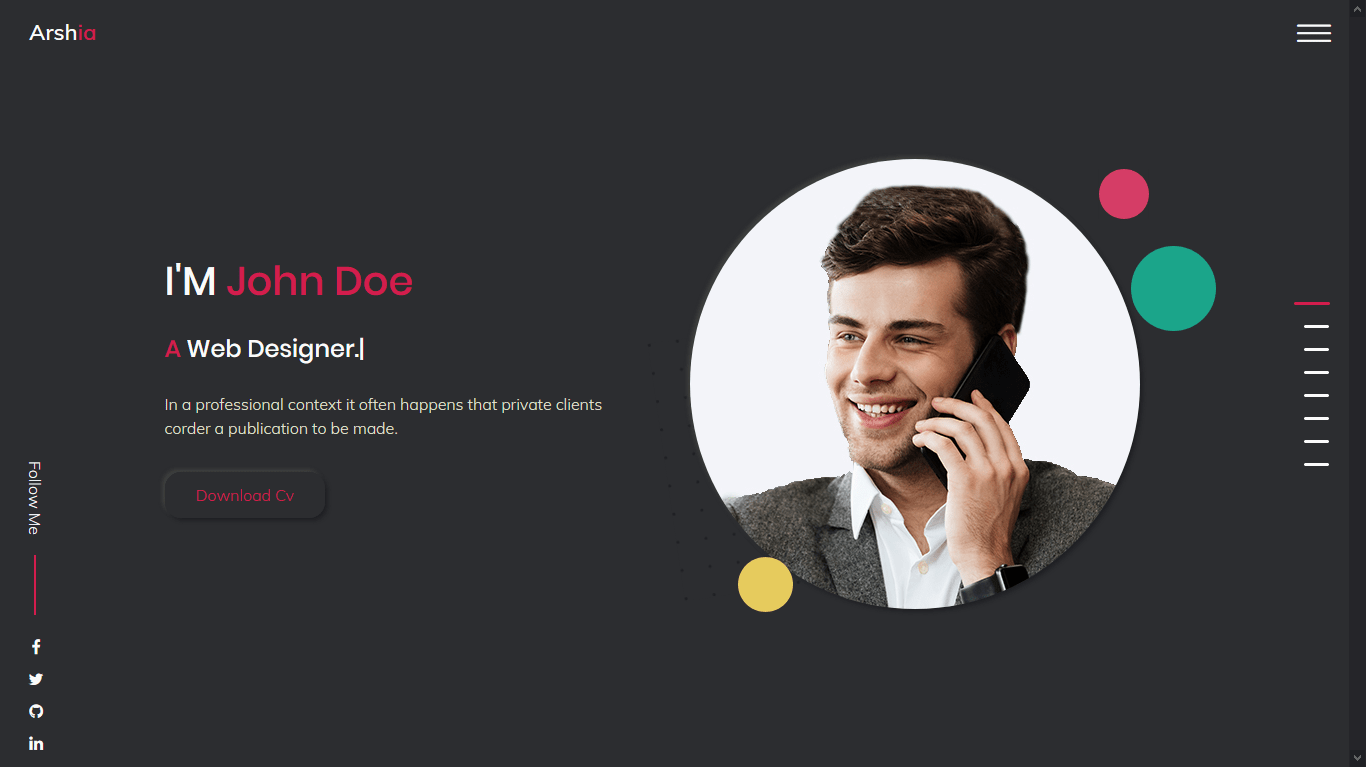 Arshia
I'M John Doe
A Web Designer.|
In a professional context it often happens that private clients
corder a publication to be made.
Download Cv
Follow Me